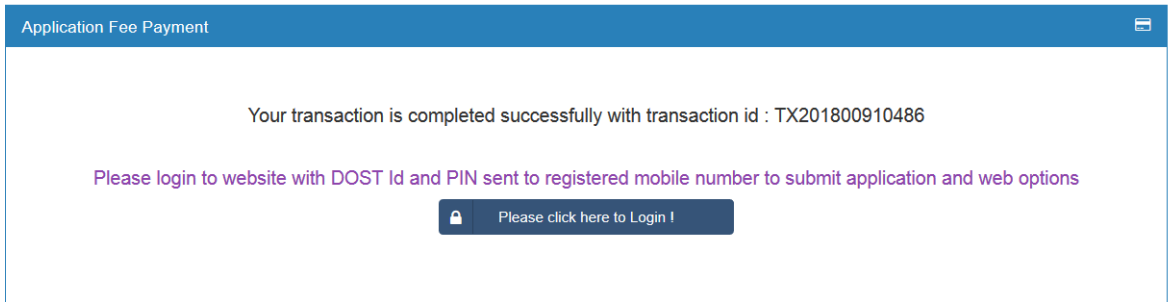 Application Fee Payment
Your transaction is completed successfully with transaction id : TX201800910486
Please login to website with DOST Id and PIN sent to registered mobile number to submit application and web options
Please click here to Login !